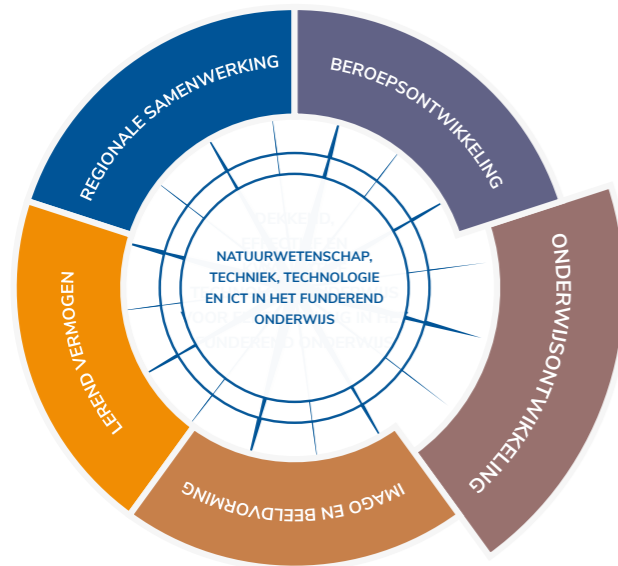 REGIONALE SAMENWERKING
BEROEPSONTWIKKELING
ONDERWIJSONTWIKKELING
IMAGO EN BEELDVORMING
LEREND VERMOGEN
NATUURWETENSCHAP,
TECHNIEK, TECHNOLOGIE
EN ICT IN HET FUNDEREND
ONDERWIJS